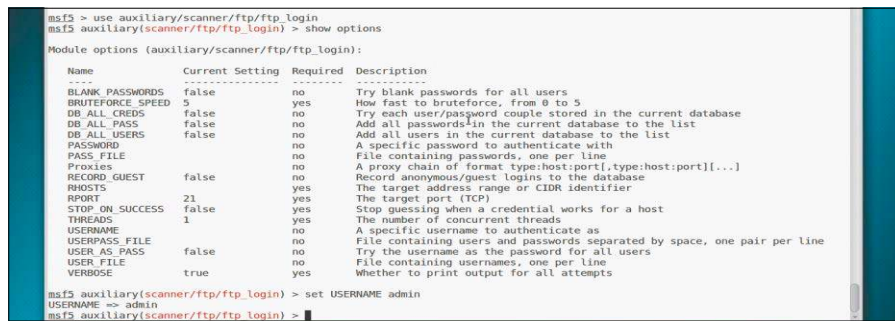 msf5 > use auxiliary/scanner/ftp/ftp_login
msf5 auxiliary(scanner/ftp/ftp_login) > show options
Module options (auxiliary/scanner/ftp/ftp_login):
Name Current Setting Required Description
---- --------------- -------- -----------
BLANK_PASSWORDS false no Try blank passwords for all users
BRUTEFORCE_SPEED 5 yes How fast to bruteforce, from 0 to 5
DB_ALL_CREDS false no Try each user/password couple stored in the current database
DB_ALL_PASS false no Add all passwords in the current database to the list
DB_ALL_USERS false no Add all users in the current database to the list
PASSWORD no A specific password to authenticate with
PASS_FILE no File containing passwords, one per line
Proxies no A proxy chain of format type:host:port[,type:host:port][...]
RECORD_GUEST false no Record anonymous/guest logins to the database
RHOSTS yes The target address range or CIDR identifier
RPORT 21 yes The target port (TCP)
STOP_ON_SUCCESS false yes Stop guessing when a credential works for a host
THREADS 1 yes The number of concurrent threads
USERNAME no A specific username to authenticate as
USERPASS_FILE no File containing users and passwords separated by space, one pair per line
USER_AS_PASS false no Try the username as the password for all users
USER_FILE no File containing usernames, one per line
VERBOSE true yes Whether to print output for all attempts
msf5 auxiliary(scanner/ftp/ftp_login) > set USERNAME admin
USERNAME => admin
msf5 auxiliary(scanner/ftp/ftp_login) >